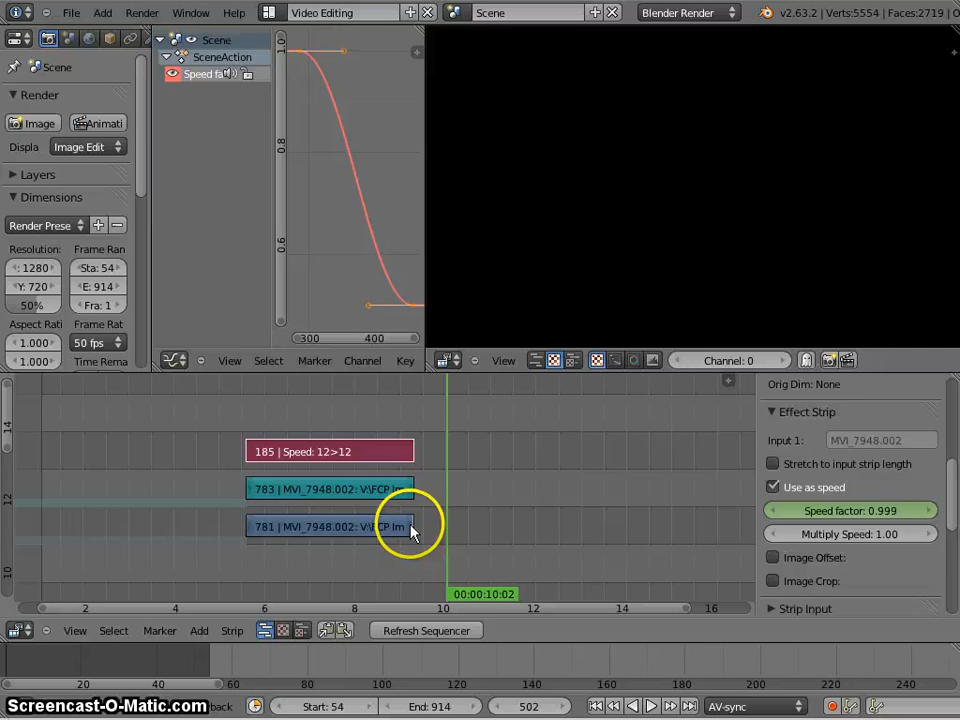 File Add Render Window Help Video Editing Scene Blender Render v2.63.2 | Verts:5554 | Faces:2719 | O
Scene
Render
Image Animati
Displa Image Edit
Layers
Dimensions
Render Prese
Resolution: Frame Ran
: 1280 Sta: 54
Y: 720 E: 914
50% Fra: 1
Aspect Rati Frame Rat
1.000 50 fps
1.000 Time Rema
Scene
SceneAction
Speed fa
1.0
0.8
0.6
300 400
View Select Marker Channel Key
View Channel: 0
14
12
10
185 | Speed: 12>12
783 | MVI_7948.002: V:\FCP Im
781 | MVI_7948.002: V:\FCP Im
00:00:10:02
2 4 6 8 10 12 14 16
View Select Marker Add Strip Refresh Sequencer
Orig Dim: None
Effect Strip
Input 1: MVI_7948.002
Stretch to input strip length
Use as speed
Speed factor: 0.999
Multiply Speed: 1.00
Image Offset:
Image Crop:
Strip Input
20 40 60 80 100 120 140 160 180 200 220 240
Screencast-O-Matic.com back Start: 54 End: 914 502 AV-sync